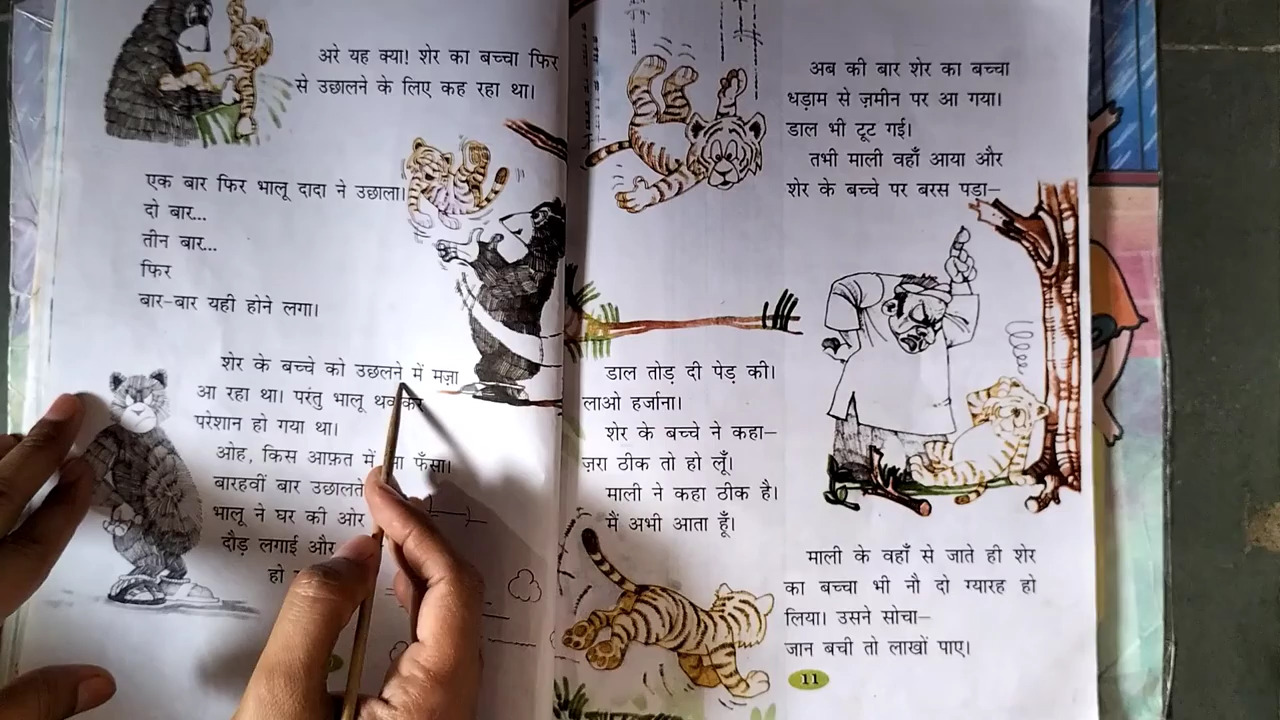 अरे यह क्या! शेर का बच्चा फिर
से उछालने के लिए कह रहा था।
एक बार फिर भालू दादा ने उछाला।
दो बार...
तीन बार...
फिर
बार-बार यही होने लगा।
शेर के बच्चे को उछलने में मज़ा
आ रहा था। परंतु भालू थककर
परेशान हो गया था।
ओह, किस आफ़त में आ फँसा।
बारहवीं बार उछालते
भालू ने घर की ओर
दौड़ लगाई और
हो
अब की बार शेर का बच्चा
धड़ाम से ज़मीन पर आ गया।
डाल भी टूट गई।
तभी माली वहाँ आया और
शेर के बच्चे पर बरस पड़ा–
डाल तोड़ दी पेड़ की।
लाओ हर्जाना।
शेर के बच्चे ने कहा–
ज़रा ठीक तो हो लूँ।
माली ने कहा ठीक है।
मैं अभी आता हूँ।
माली के वहाँ से जाते ही शेर
का बच्चा भी नौ दो ग्यारह हो
लिया। उसने सोचा–
जान बची तो लाखों पाए।
11